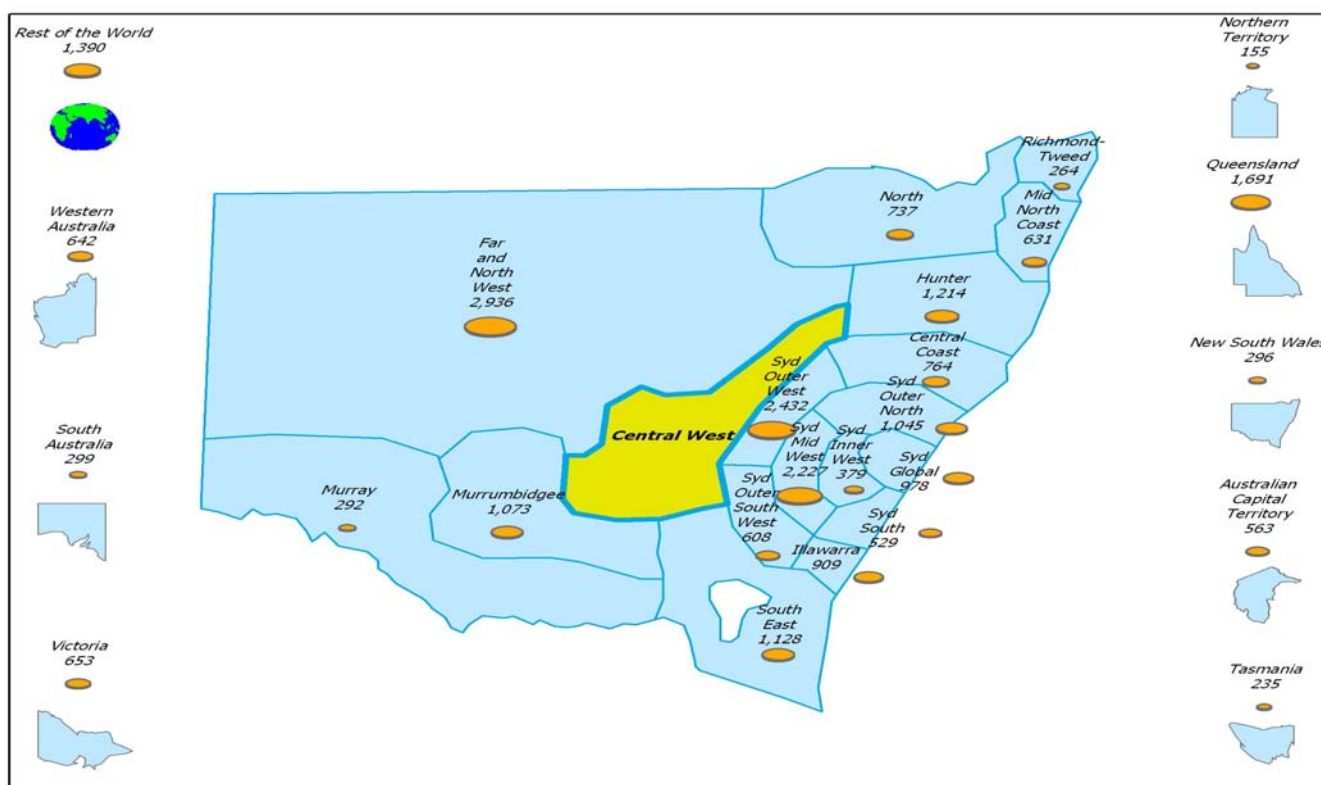 Rest of the World
1,390
Western
Australia
642
South
Australia
299
Victoria
653
Far
and
North
West
2,936
Murray
292
Murrumbidgee
1,073
Central West
North
737
Richmond-
Tweed
264
Mid
North
Coast
631
Hunter
1,214
Central
Coast
764
Syd
Outer
West
2,432
Syd
Outer
North
1,045
Syd
Mid
West
2,227
Syd
Inner
West
379
Syd
Global
978
Syd
Outer
South
West
608
Syd
South
529
Illawarra
909
South
East
1,128
Northern
Territory
155
Queensland
1,691
New South Wales
296
Australian
Capital
Territory
563
Tasmania
235